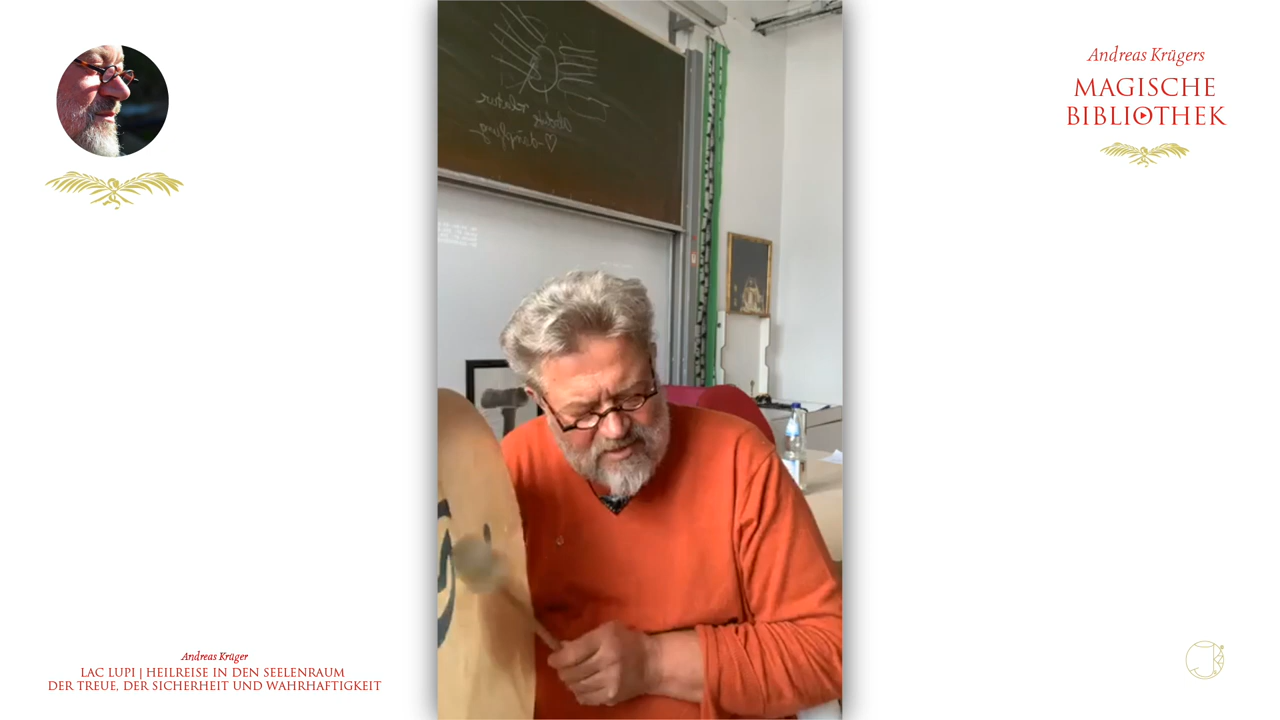 Andreas Krügers
MAGISCHE
BIBLIOTHEK
Andreas Krüger
LAC LUPI | HEILREISE IN DEN SEELENRAUM
DER TREUE, DER SICHERHEIT UND WAHRHAFTIGKEIT